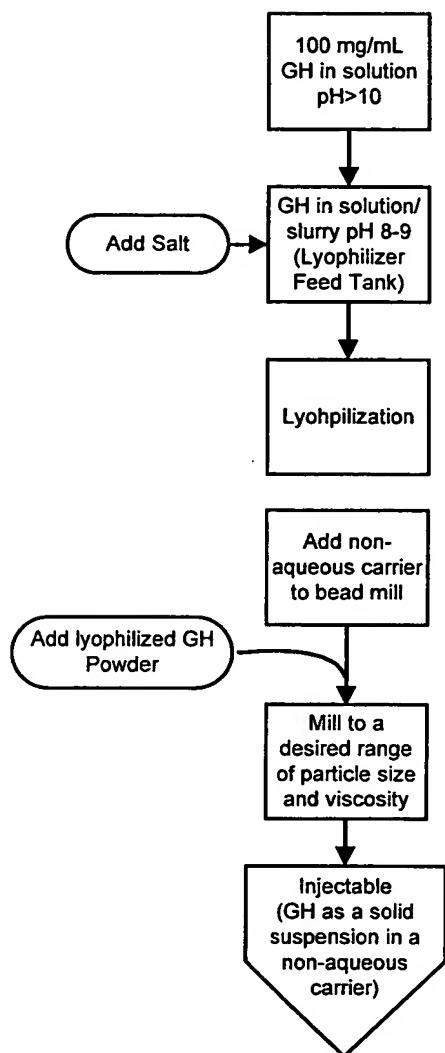 100 mg/mL
GH in solution
pH>10
Add Salt
GH in solution/
slurry pH 8-9
(Lyophilizer
Feed Tank)
Lyohpilization
Add non-
aqueous carrier
to bead mill
Add lyophilized GH
Powder
Mill to a
desired range
of particle size
and viscosity
Injectable
(GH as a solid
suspension in a
non-aqueous
carrier)